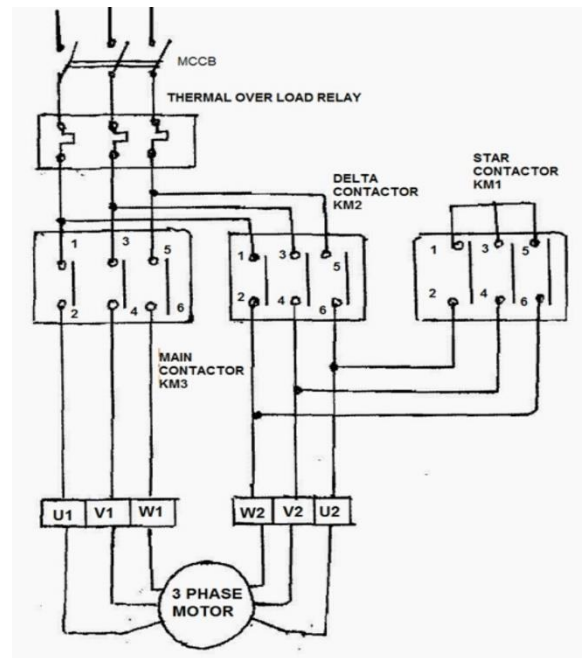 MCCB
THERMAL OVER LOAD RELAY
DELTA
CONTACTOR
KM2
STAR
CONTACTOR
KM1
1 3 5
2 4 6
1 3 5
2 4 6
1 3 5
2 4 6
MAIN
CONTACTOR
KM3
U1 V1 W1
W2 V2 U2
3 PHASE
MOTOR